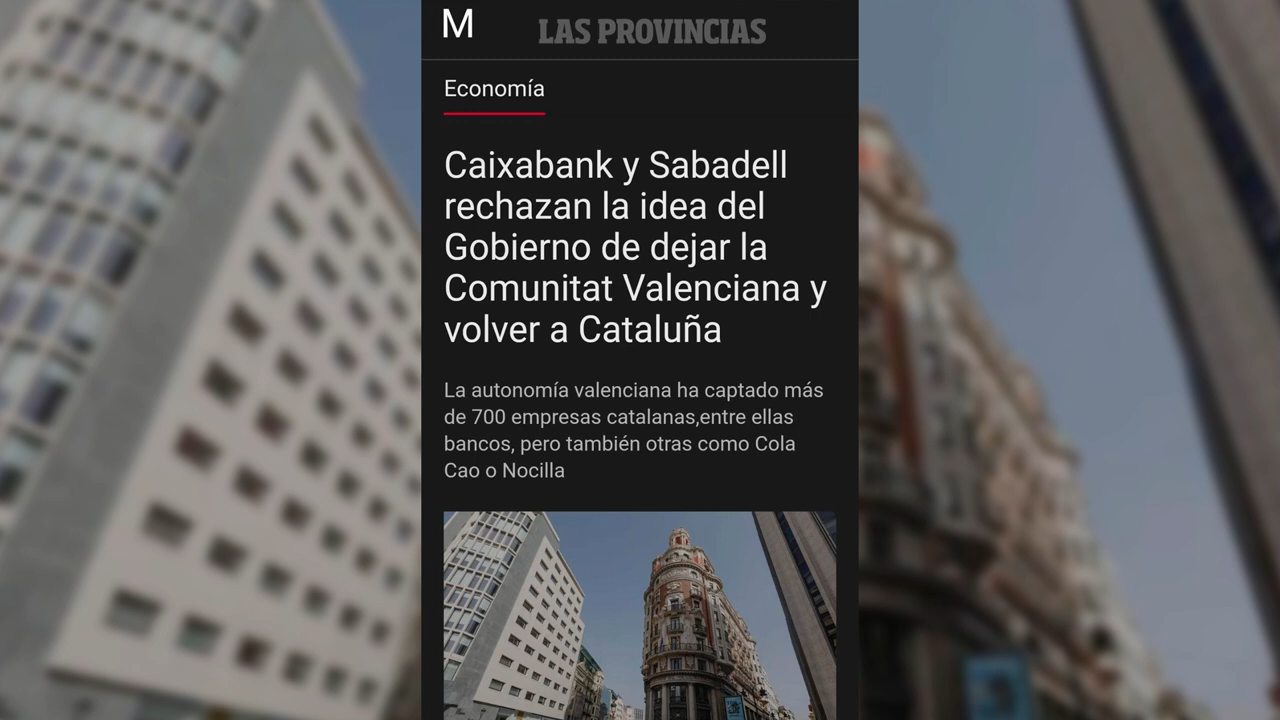 M
LAS PROVINCIAS
Economía
Caixabank y Sabadell
rechazan la idea del
Gobierno de dejar la
Comunitat Valenciana y
volver a Cataluña
La autonomía valenciana ha captado más
de 700 empresas catalanas,entre ellas
bancos, pero también otras como Cola
Cao o Nocilla